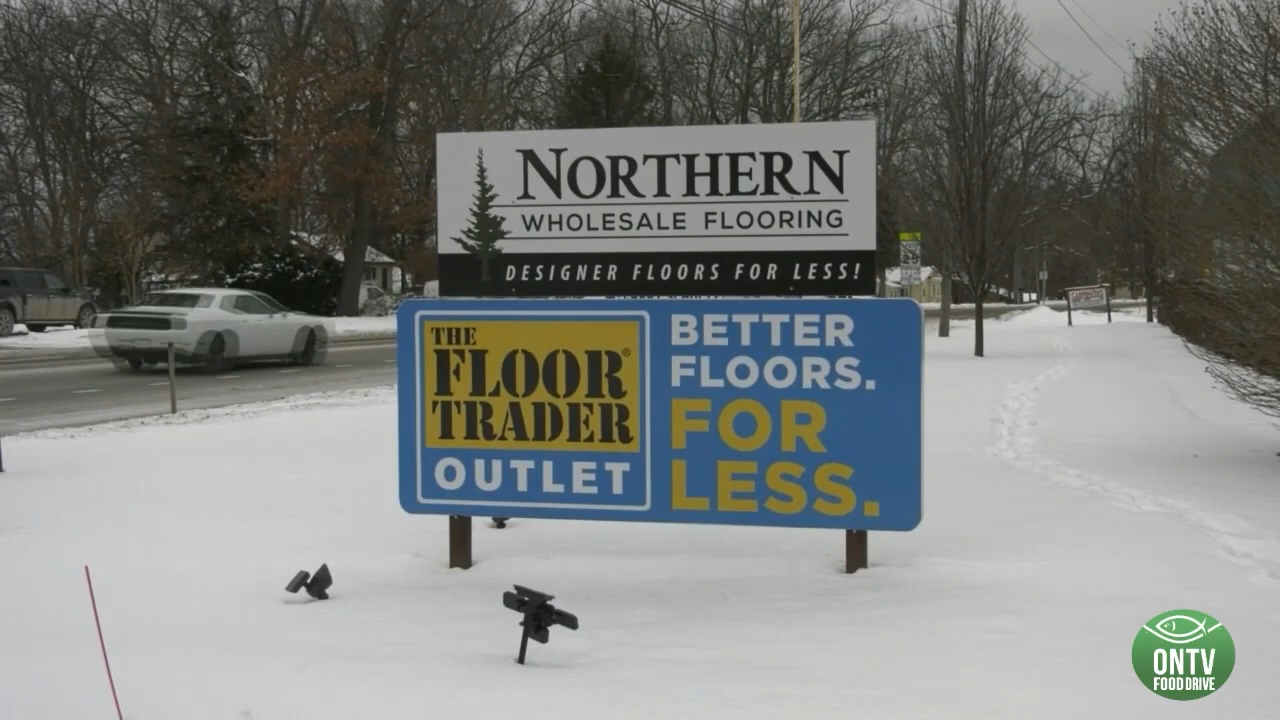 NORTHERN
WHOLESALE FLOORING
DESIGNER FLOORS FOR LESS!
THE
FLOOR®
TRADER
OUTLET
BETTER
FLOORS.
FOR
LESS.
ONTV
FOOD DRIVE